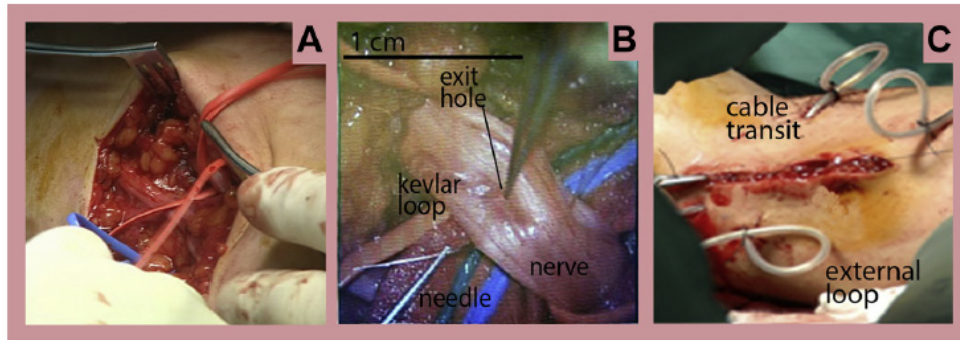 A
B
C
1 cm
exit
hole
kevlar
loop
nerve
needle
cable
transit
external
loop